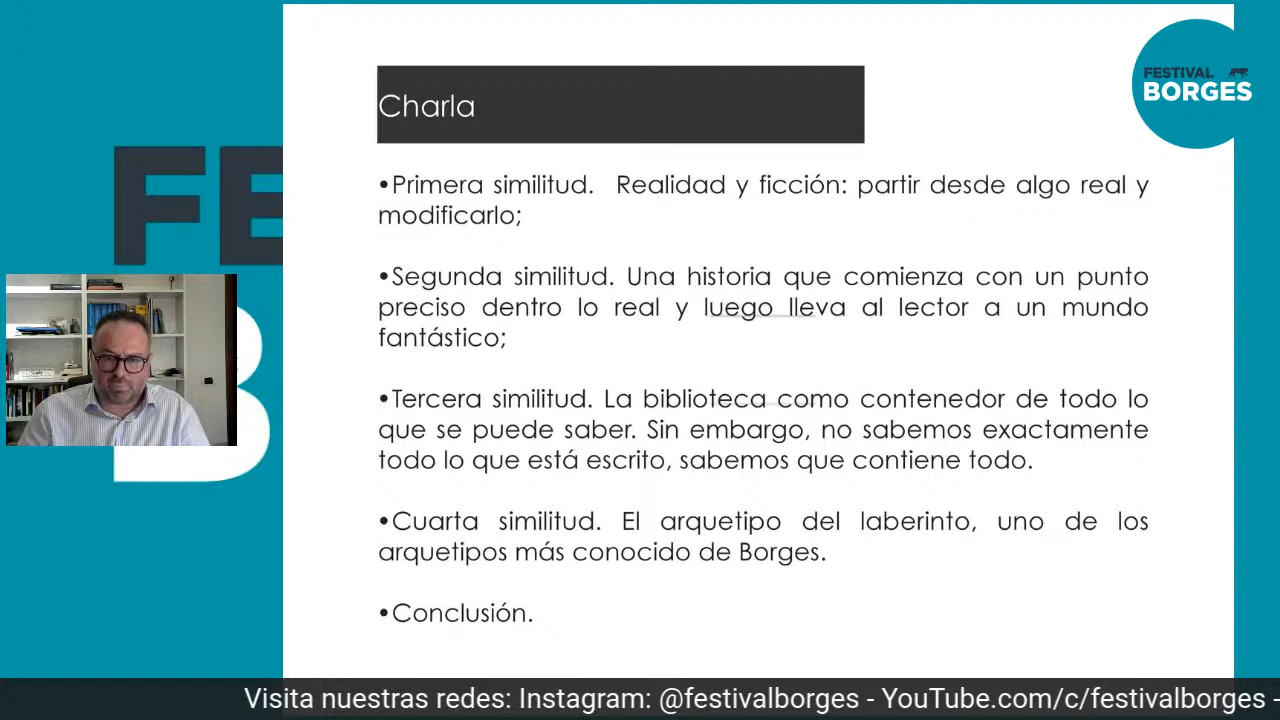 FESTIVAL
BORGES
Charla
•Primera similitud. Realidad y ficción: partir desde algo real y
modificarlo;
•Segunda similitud. Una historia que comienza con un punto
preciso dentro lo real y luego lleva al lector a un mundo
fantástico;
•Tercera similitud. La biblioteca como contenedor de todo lo
que se puede saber. Sin embargo, no sabemos exactamente
todo lo que está escrito, sabemos que contiene todo.
•Cuarta similitud. El arquetipo del laberinto, uno de los
arquetipos más conocido de Borges.
•Conclusión.
FE
B
Visita nuestras redes: Instagram: @festivalborges - YouTube.com/c/festivalborges -